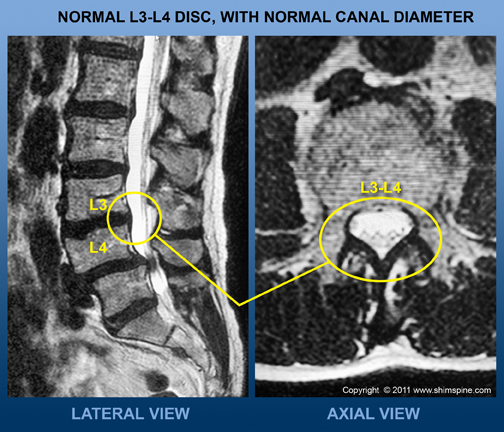 NORMAL L3-L4 DISC, WITH NORMAL CANAL DIAMETER
L3
L4
L3-L4
Copyright © 2011 www.shimspine.com
LATERAL VIEW
AXIAL VIEW